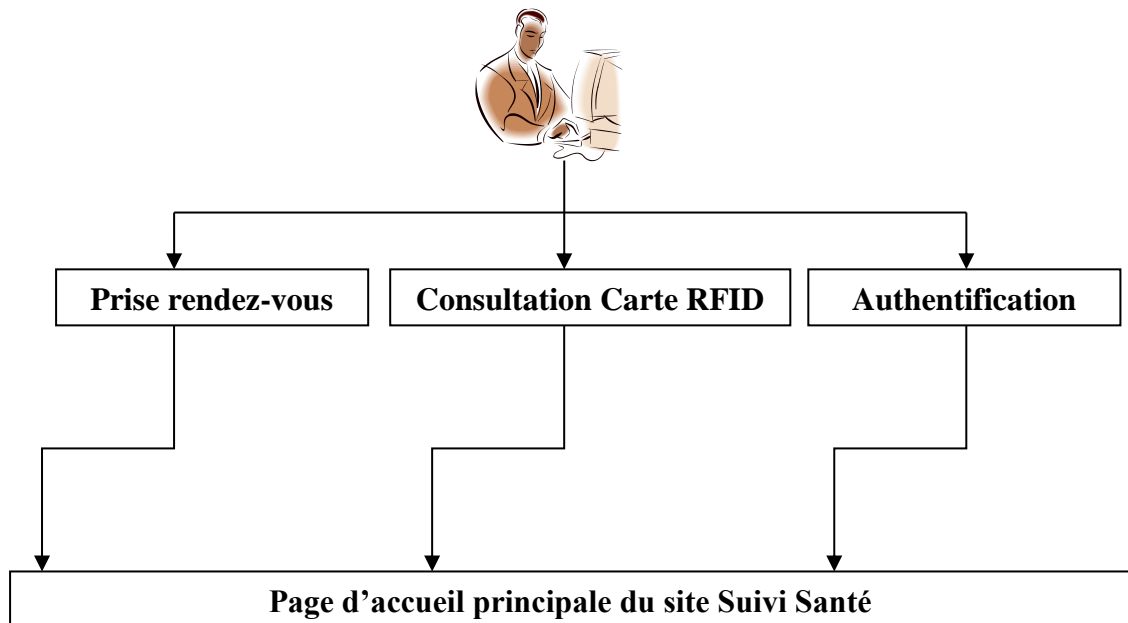 Prise rendez-vous
Consultation Carte RFID
Authentification
Page d’accueil principale du site Suivi Santé